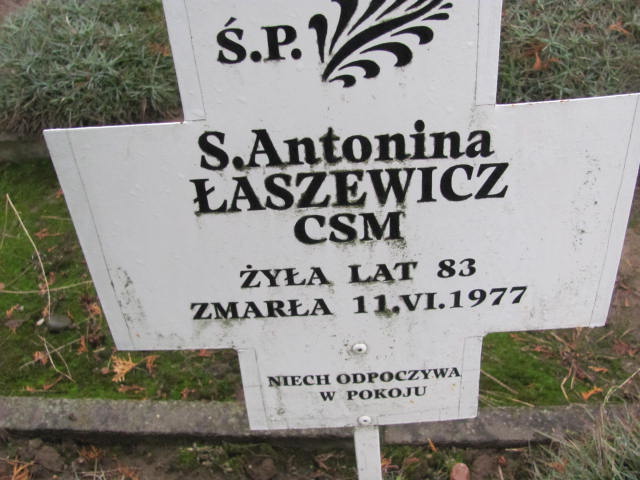 Ś.P.
S.Antonina
ŁASZEWICZ
CSM
ŻYŁA LAT 83
ZMARŁA 11.VI.1977
NIECH ODPOCZYWA
W POKOJU